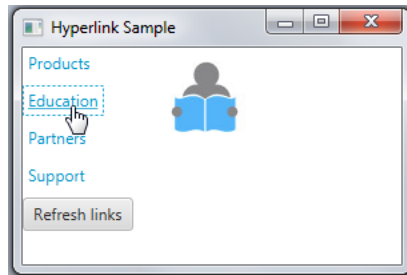 Hyperlink Sample
Products
Education
Partners
Support
Refresh links